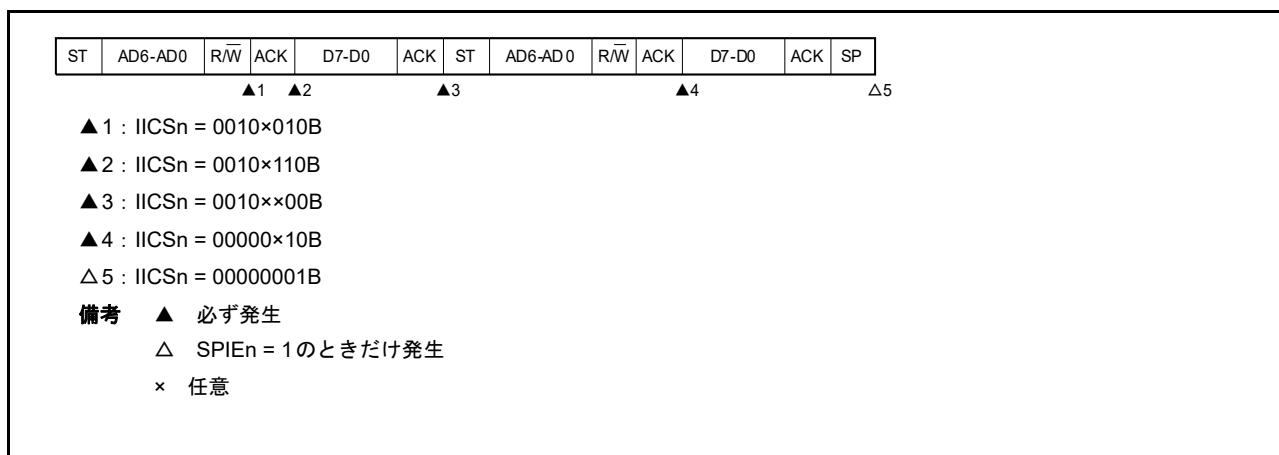 ST AD6-AD0 R/W̅ ACK D7-D0 ACK ST AD6-AD0 R/W̅ ACK D7-D0 ACK SP
▲1 ▲2 ▲3 ▲4 △5
▲1：IICSn = 0010×010B
▲2：IICSn = 0010×110B
▲3：IICSn = 0010××00B
▲4：IICSn = 00000×10B
△5：IICSn = 00000001B
備考 ▲ 必ず発生
△ SPIEn = 1のときだけ発生
× 任意